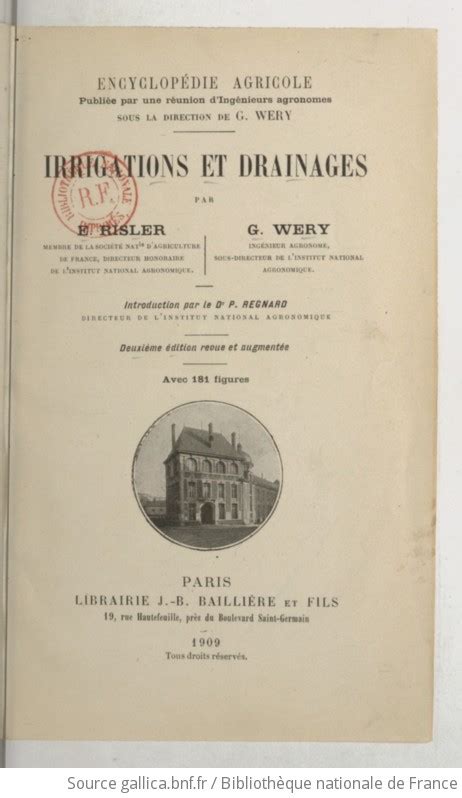 ENCYCLOPÉDIE AGRICOLE
Publiée par une réunion d'Ingénieurs agronomes
SOUS LA DIRECTION DE G. WERY
IRRIGATIONS ET DRAINAGES
BIBLIOTHÈQUE NATIONALE
R.F.
IMPRIMÉS
PAR
E. RISLER
MEMBRE DE LA SOCIÉTÉ NATle D'AGRICULTURE
DE FRANCE, DIRECTEUR HONORAIRE
DE L'INSTITUT NATIONAL AGRONOMIQUE.
G. WERY
INGÉNIEUR AGRONOME,
SOUS-DIRECTEUR DE L'INSTITUT NATIONAL
AGRONOMIQUE.
Introduction par le Dr P. REGNARD
DIRECTEUR DE L'INSTITUT NATIONAL AGRONOMIQUE
Deuxième édition revue et augmentée
Avec 181 figures
PARIS
LIBRAIRIE J.-B. BAILLIÈRE ET FILS
19, rue Hautefeuille, près du Boulevard Saint-Germain
1909
Tous droits réservés.
Source gallica.bnf.fr / Bibliothèque nationale de France